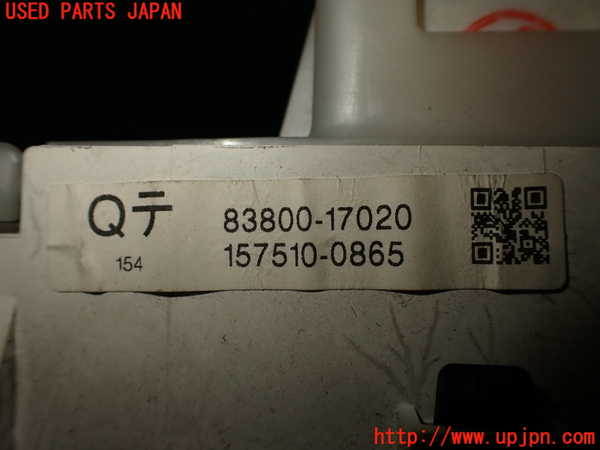 USED PARTS JAPAN
Qテ 83800-17020
154 157510-0865
http://www.upjpn.com/